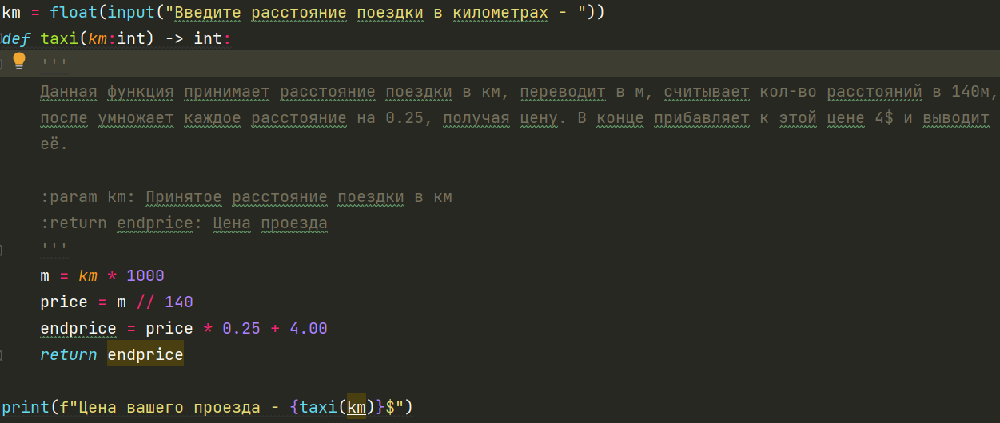 km = float(input("Введите расстояние поездки в километрах - "))
def taxi(km:int) -> int:
    '''
    Данная функция принимает расстояние поездки в км, переводит в м, считывает кол-во расстояний в 140м,
    после умножает каждое расстояние на 0.25, получая цену. В конце прибавляет к этой цене 4$ и выводит
    её.

    :param km: Принятое расстояние поездки в км
    :return endprice: Цена проезда
    '''
    m = km * 1000
    price = m // 140
    endprice = price * 0.25 + 4.00
    return endprice

print(f"Цена вашего проезда - {taxi(km)}$")